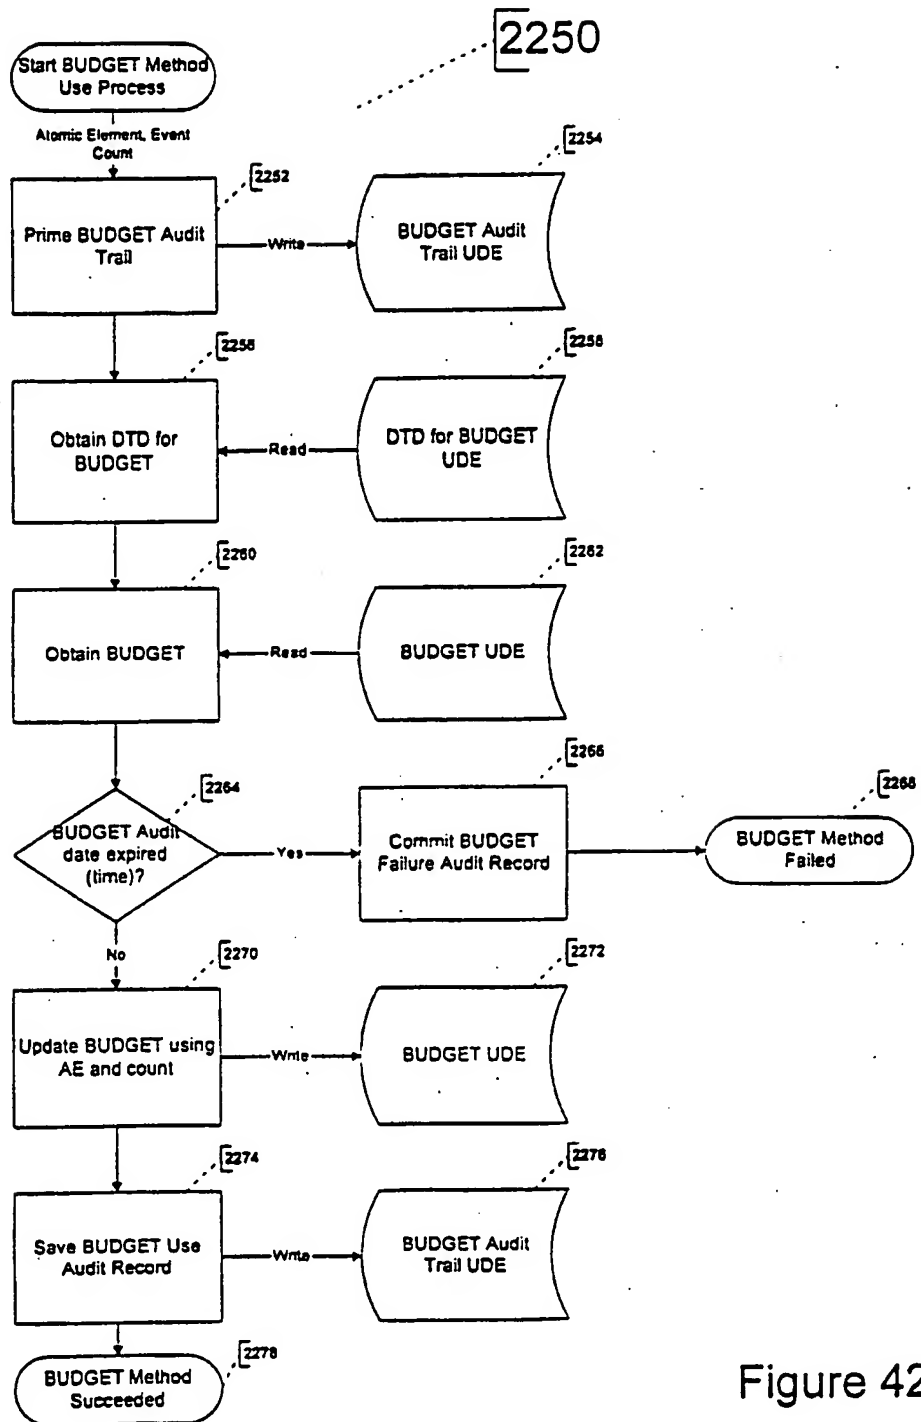 2250
Start BUDGET Method
Use Process
Atomic Element, Event
Count
2252
2254
Prime BUDGET Audit
Trail
Write
BUDGET Audit
Trail UDE
2256
2258
Obtain DTD for
BUDGET
Read
DTD for BUDGET
UDE
2260
2262
Obtain BUDGET
Read
BUDGET UDE
2264
2266
2268
BUDGET Audit
date expired
(time)?
Yes
Commit BUDGET
Failure Audit Record
BUDGET Method
Failed
No
2270
2272
Update BUDGET using
AE and count
Write
BUDGET UDE
2274
2276
Save BUDGET Use
Audit Record
Write
BUDGET Audit
Trail UDE
2278
BUDGET Method
Succeeded
Figure 42